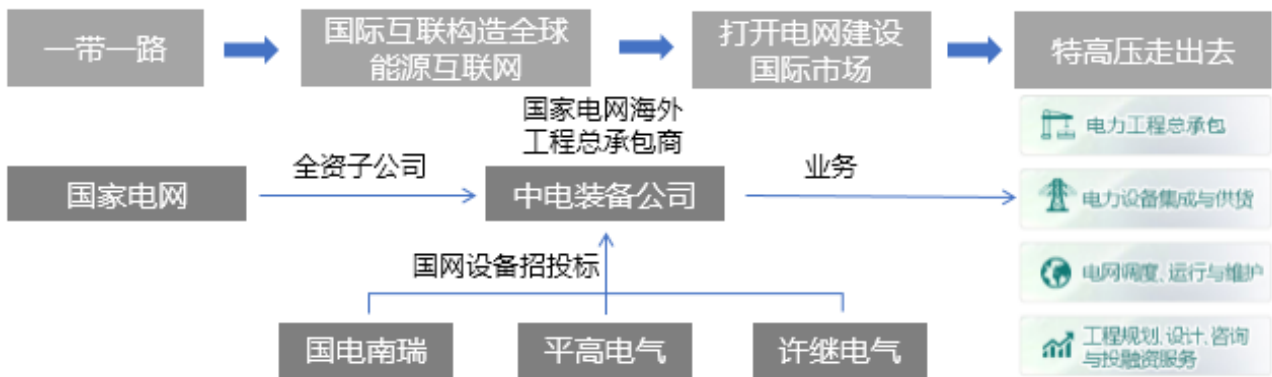 一带一路
国际互联构造全球
能源互联网
打开电网建设
国际市场
特高压走出去
国家电网海外
工程总承包商
国家电网
全资子公司
中电装备公司
业务
电力工程总承包
电力设备集成与供货
电网调度、运行与维护
工程规划、设计、咨询
与投融资服务
国网设备招投标
国电南瑞
平高电气
许继电气